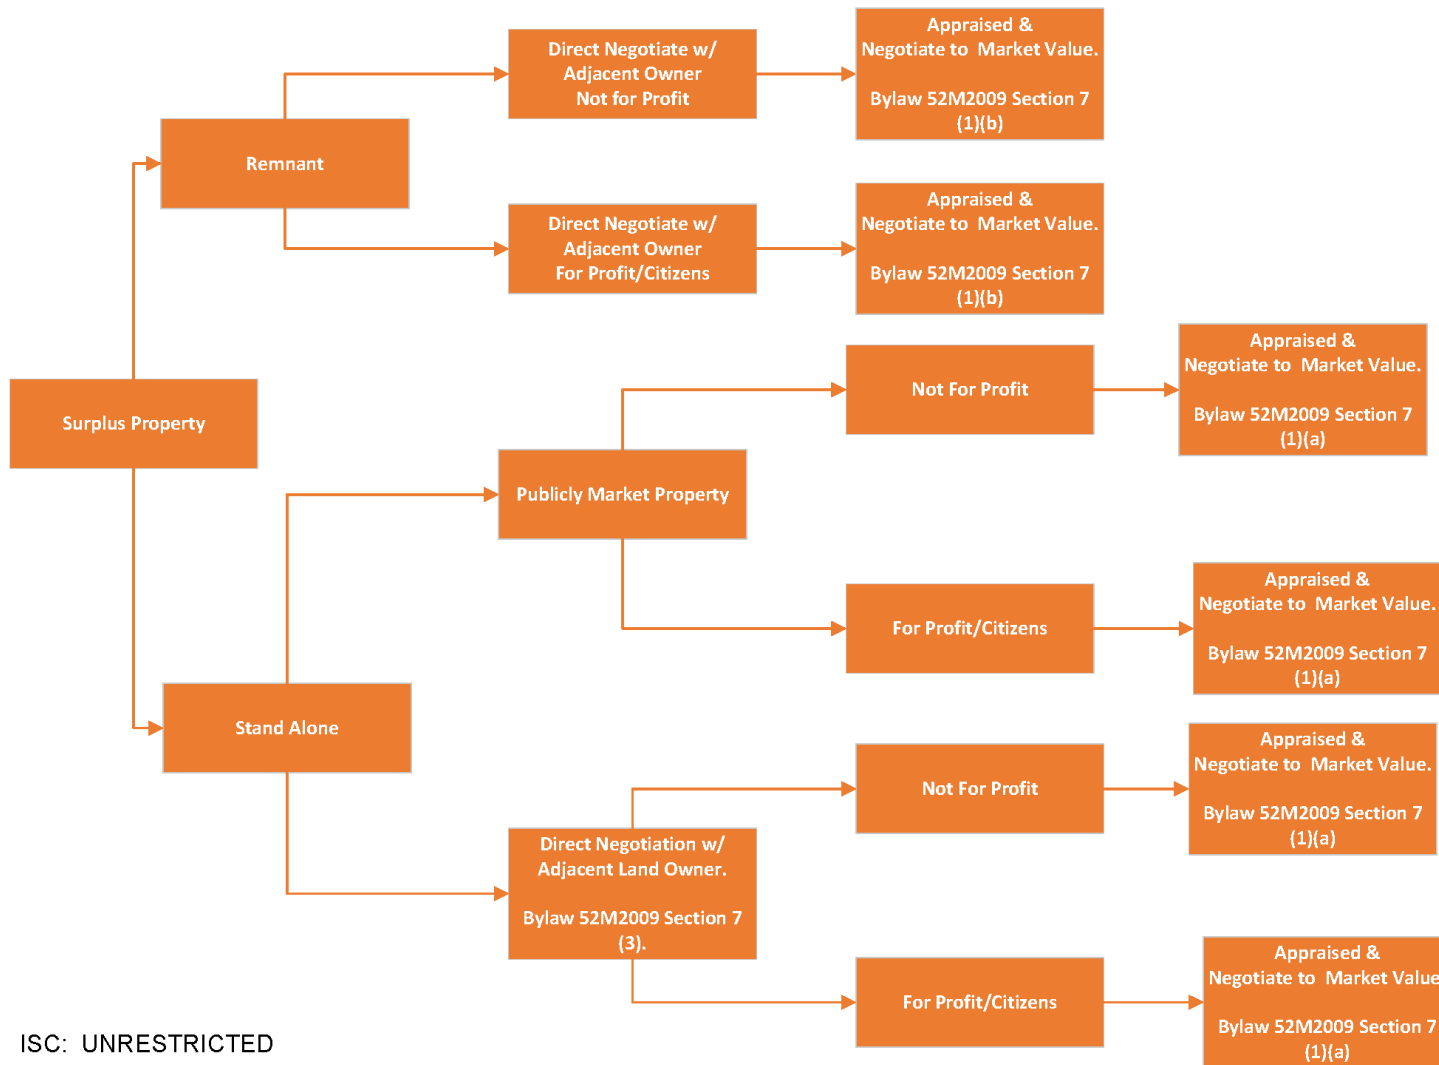 Surplus Property
Remnant
Direct Negotiate w/
Adjacent Owner
Not for Profit
Appraised &
Negotiate to Market Value.
Bylaw 52M2009 Section 7
(1)(b)
Direct Negotiate w/
Adjacent Owner
For Profit/Citizens
Appraised &
Negotiate to Market Value.
Bylaw 52M2009 Section 7
(1)(b)
Stand Alone
Publicly Market Property
Not For Profit
Appraised &
Negotiate to Market Value.
Bylaw 52M2009 Section 7
(1)(a)
For Profit/Citizens
Appraised &
Negotiate to Market Value.
Bylaw 52M2009 Section 7
(1)(a)
Direct Negotiation w/
Adjacent Land Owner.
Bylaw 52M2009 Section 7
(3).
Not For Profit
Appraised &
Negotiate to Market Value.
Bylaw 52M2009 Section 7
(1)(a)
For Profit/Citizens
Appraised &
Negotiate to Market Value
Bylaw 52M2009 Section 7
(1)(a)
ISC: UNRESTRICTED